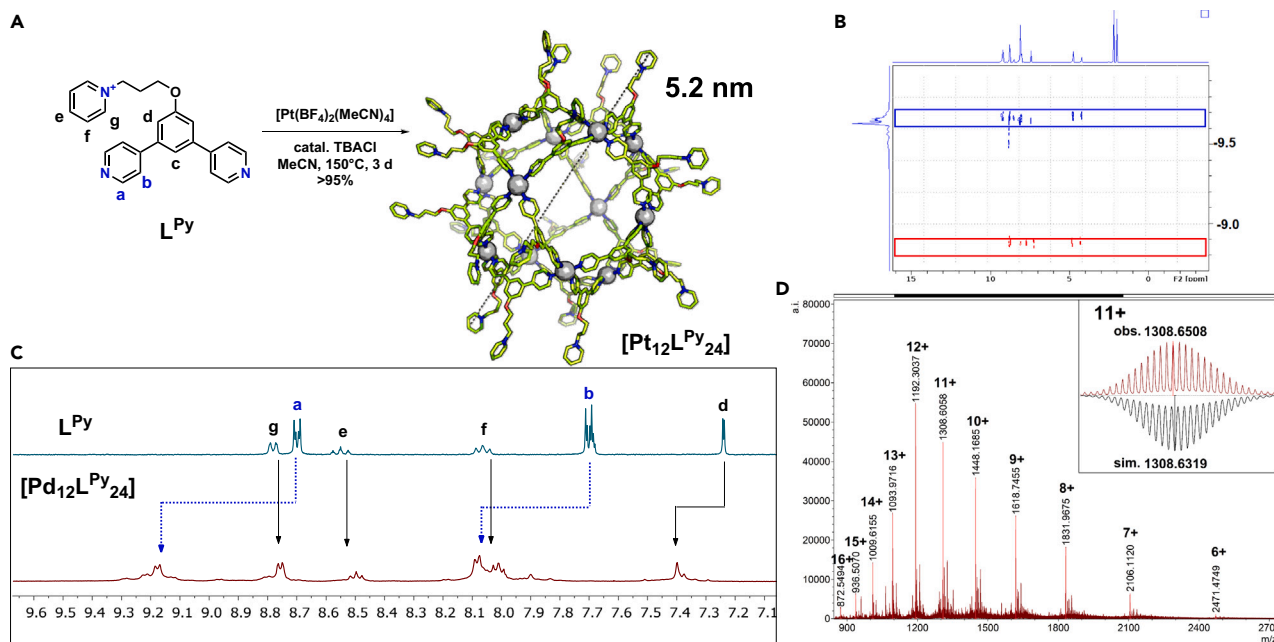 A
e
f
g
N+
O
d
c
N
N
a
b
LPy
[Pt(BF4)2(MeCN)4]
catal. TBACl
MeCN, 150°C, 3 d
>95%
5.2 nm
[Pt12LPy24]
B
-9.5
-9.0
15
10
5
0
F2 [ppm]
C
LPy
g
a
e
f
b
d
[Pd12LPy24]
9.6 9.5 9.4 9.3 9.2 9.1 9.0 8.9 8.8 8.7 8.6 8.5 8.4 8.3 8.2 8.1 8.0 7.9 7.8 7.7 7.6 7.5 7.4 7.3 7.2 7.1
D
a.i.
80000
70000
60000
50000
40000
30000
20000
10000
0
16+
872.5494
15+
936.5070
14+
1009.6155
13+
1093.9716
12+
1192.3037
11+
1308.6058
10+
1448.1685
9+
1618.7455
8+
1831.9675
7+
2106.1120
6+
2471.4749
11+
obs. 1308.6508
sim. 1308.6319
900
1200
1500
1800
2100
2400